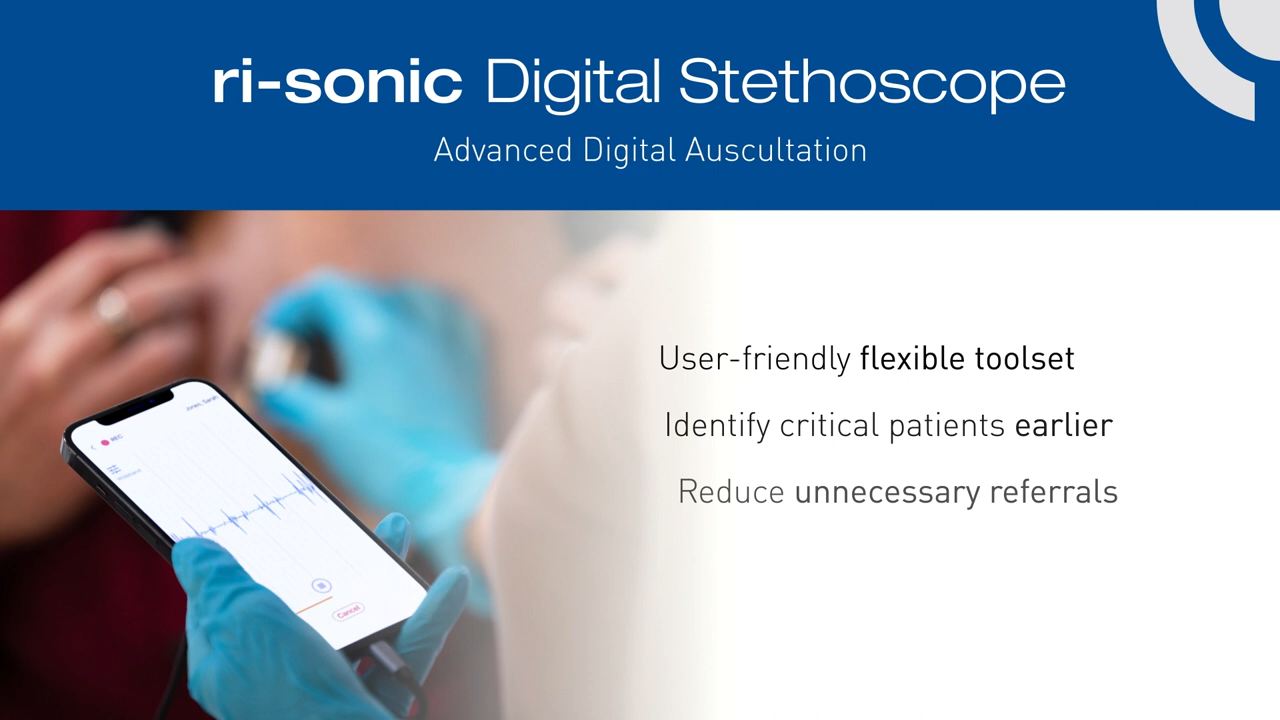 ri-sonic Digital Stethoscope
Advanced Digital Auscultation
User-friendly flexible toolset
Identify critical patients earlier
Reduce unnecessary referrals
REC
Cancel